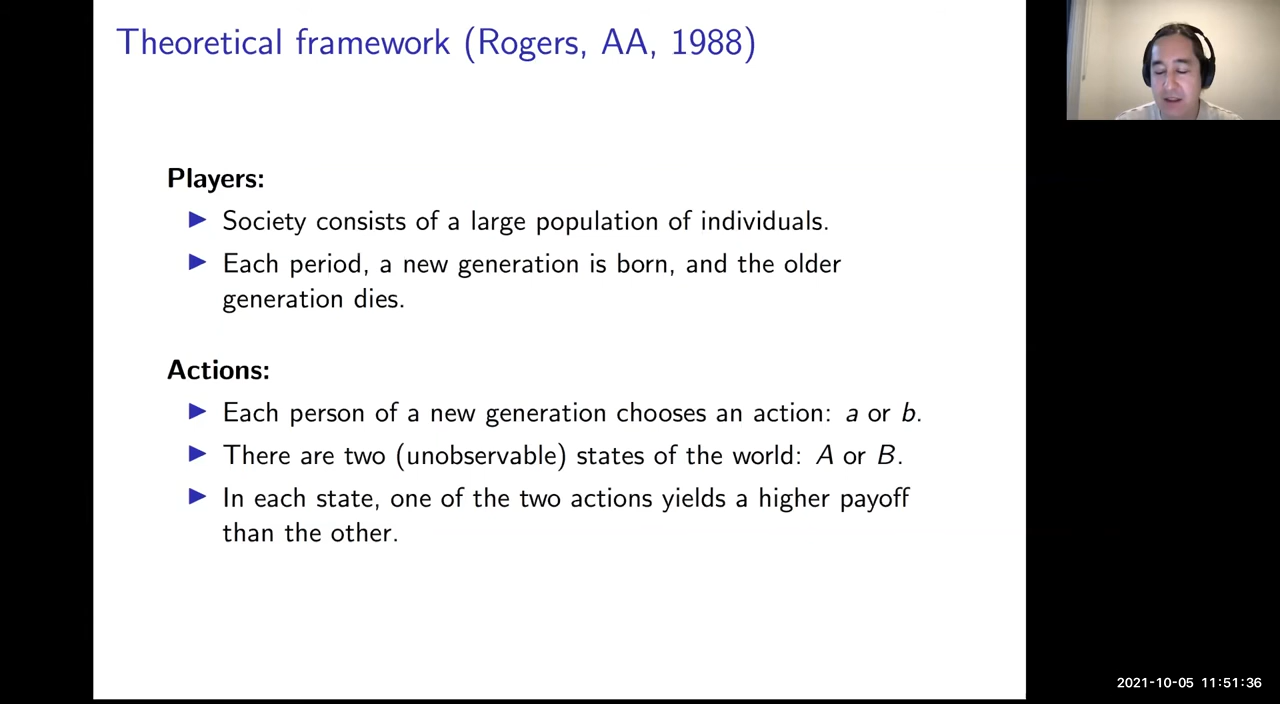 Theoretical framework (Rogers, AA, 1988)
Players:
▶ Society consists of a large population of individuals.
▶ Each period, a new generation is born, and the older
generation dies.
Actions:
▶ Each person of a new generation chooses an action: a or b.
▶ There are two (unobservable) states of the world: A or B.
▶ In each state, one of the two actions yields a higher payoff
than the other.
2021-10-05 11:51:36